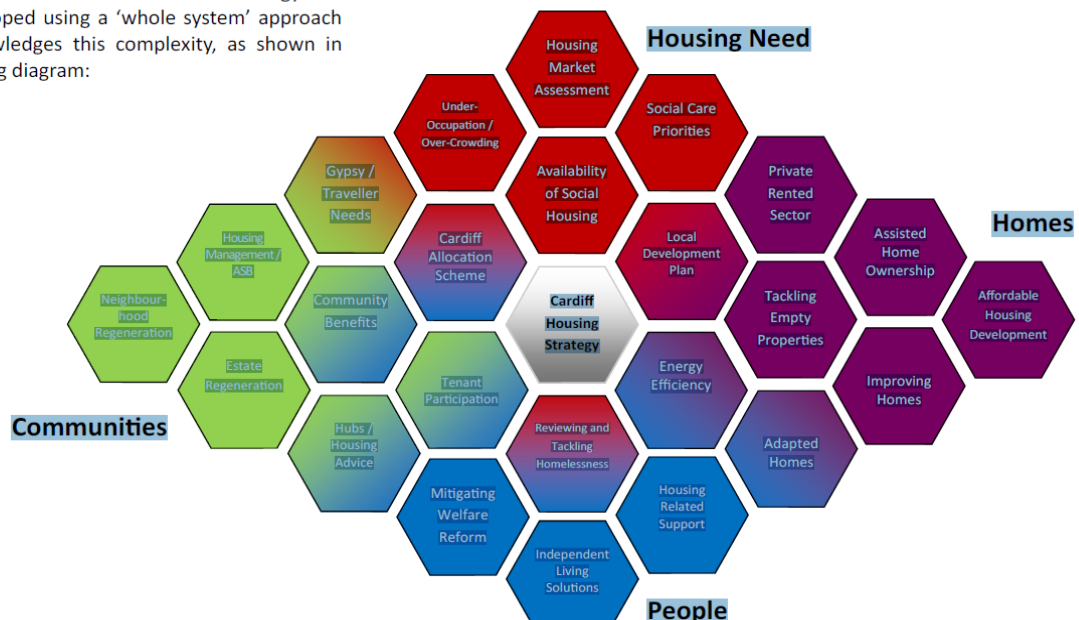 oped using a ‘whole system’ approach
wledges this complexity, as shown in
g diagram:
Housing Need
Housing
Market
Assessment
Under-
Occupation /
Over-Crowding
Social Care
Priorities
Gypsy /
Traveller
Needs
Availability
of Social
Housing
Private
Rented
Sector
Homes
Housing
Management /
ASB
Cardiff
Allocation
Scheme
Local
Development
Plan
Assisted
Home
Ownership
Neighbour-
hood
Regeneration
Community
Benefits
Cardiff
Housing
Strategy
Tackling
Empty
Properties
Affordable
Housing
Development
Estate
Regeneration
Tenant
Participation
Energy
Efficiency
Improving
Homes
Communities
Hubs /
Housing
Advice
Reviewing and
Tackling
Homelessness
Adapted
Homes
Mitigating
Welfare
Reform
Housing
Related
Support
Independent
Living
Solutions
People